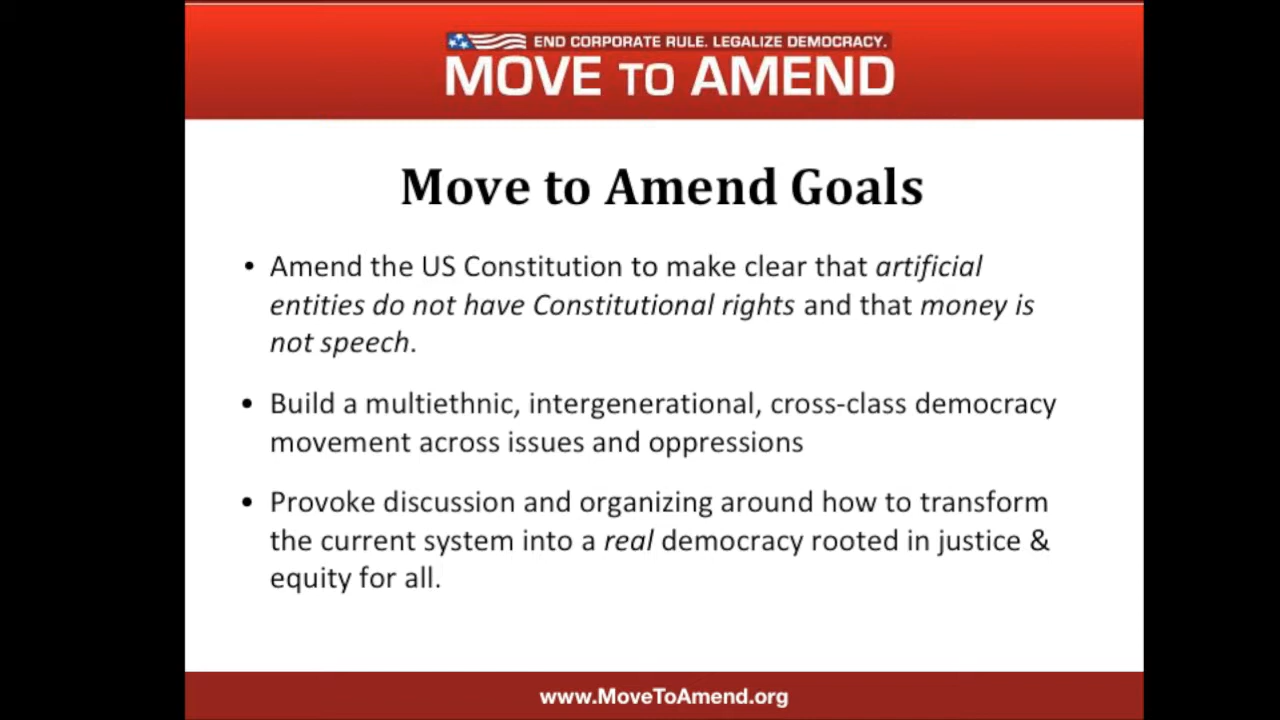 END CORPORATE RULE. LEGALIZE DEMOCRACY.
MOVE TO AMEND
Move to Amend Goals
• Amend the US Constitution to make clear that artificial
entities do not have Constitutional rights and that money is
not speech.
• Build a multiethnic, intergenerational, cross-class democracy
movement across issues and oppressions
• Provoke discussion and organizing around how to transform
the current system into a real democracy rooted in justice &
equity for all.
www.MoveToAmend.org